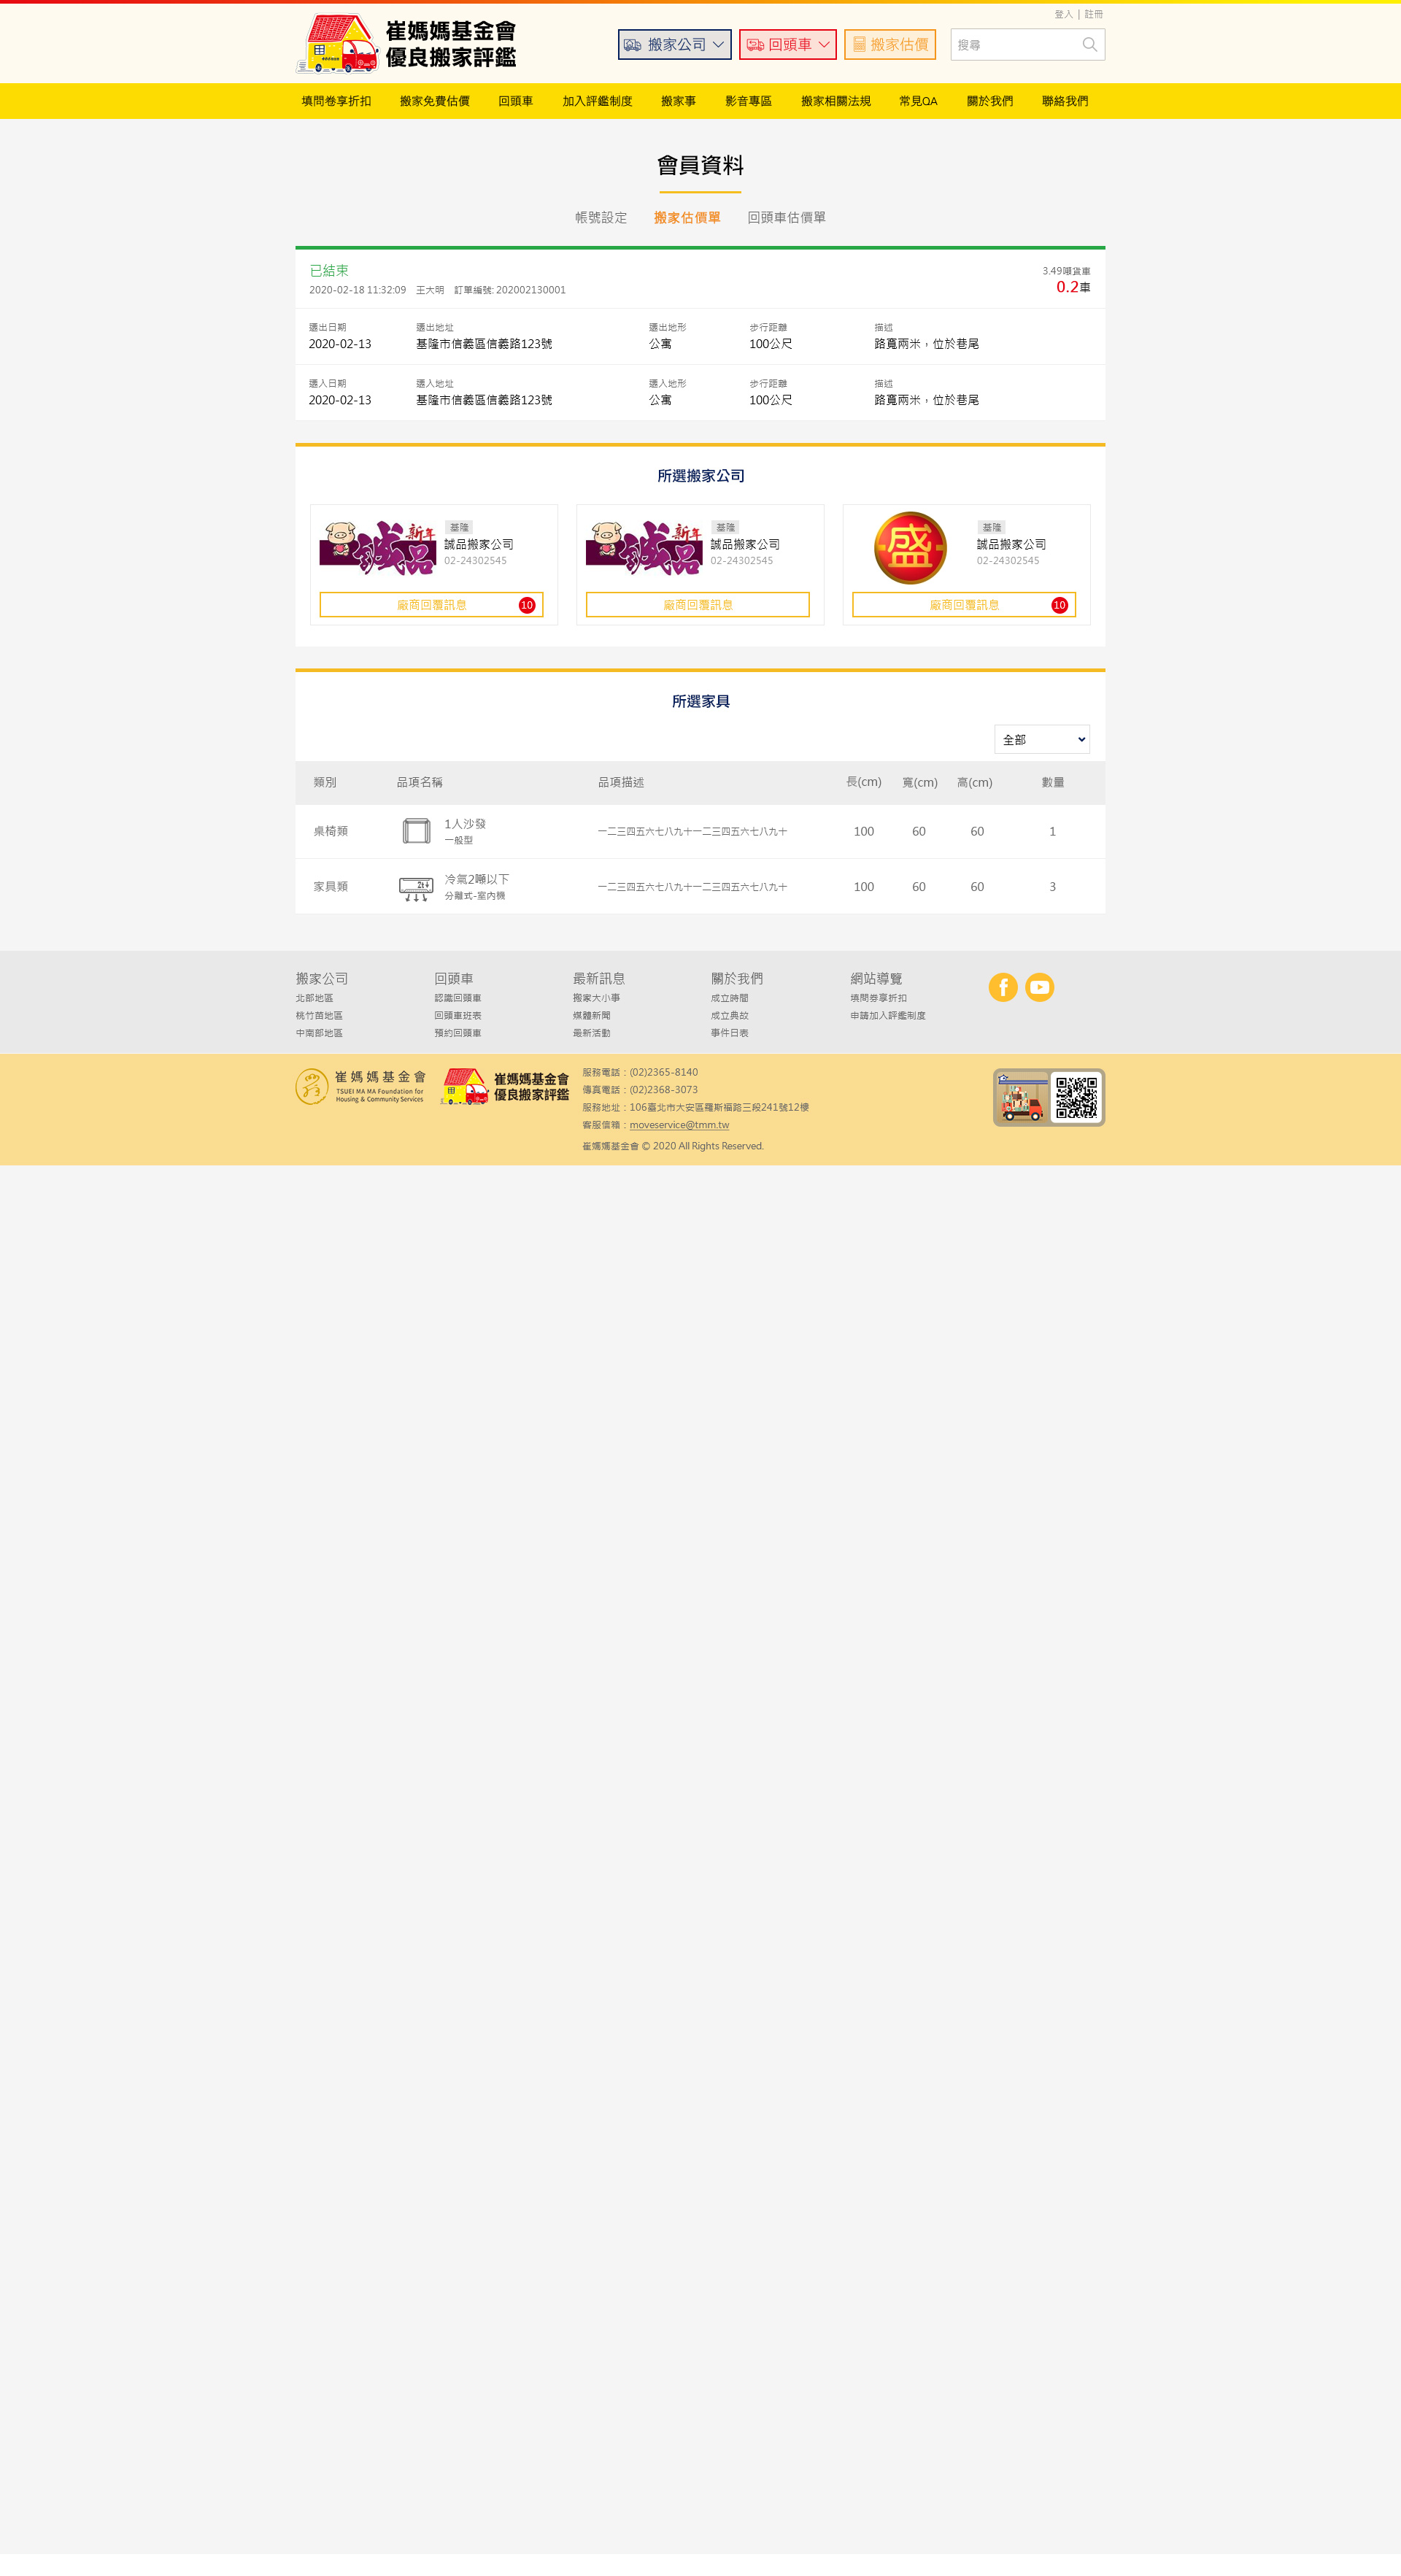 登入 | 註冊
崔媽媽基金會
優良搬家評鑑
搬家公司 回頭車 搬家估價 搜尋
填問卷享折扣 搬家免費估價 回頭車 加入評鑑制度 搬家事 影音專區 搬家相關法規 常見QA 關於我們 聯絡我們
會員資料
帳號設定 搬家估價單 回頭車估價單
已結束
2020-02-18 11:32:09 王大明 訂單編號: 202002130001
3.49噸貨車
0.2車
遷出日期 遷出地址 遷出地形 步行距離 描述
2020-02-13 基隆市信義區信義路123號 公寓 100公尺 路寬兩米，位於巷尾
遷入日期 遷入地址 遷入地形 步行距離 描述
2020-02-13 基隆市信義區信義路123號 公寓 100公尺 路寬兩米，位於巷尾
所選搬家公司
新年 誠品
基隆
誠品搬家公司
02-24302545
廠商回覆訊息 10
新年 誠品
基隆
誠品搬家公司
02-24302545
廠商回覆訊息
盛
基隆
誠品搬家公司
02-24302545
廠商回覆訊息 10
所選家具
全部
類別 品項名稱 品項描述 長(cm) 寬(cm) 高(cm) 數量
桌椅類 1人沙發 一二三四五六七八九十一二三四五六七八九十 100 60 60 1
一般型
家具類 2t 冷氣2噸以下 一二三四五六七八九十一二三四五六七八九十 100 60 60 3
分離式-室內機
搬家公司
北部地區
桃竹苗地區
中南部地區
回頭車
認識回頭車
回頭車班表
預約回頭車
最新訊息
搬家大小事
媒體新聞
最新活動
關於我們
成立時間
成立典故
事件日表
網站導覽
填問卷享折扣
申請加入評鑑制度
崔媽媽基金會
TSUEI MA MA Foundation for
Housing & Community Services
崔媽媽基金會
優良搬家評鑑
服務電話：(02)2365-8140
傳真電話：(02)2368-3073
服務地址：106臺北市大安區羅斯福路三段241號12樓
客服信箱：moveservice@tmm.tw
崔媽媽基金會 © 2020 All Rights Reserved.